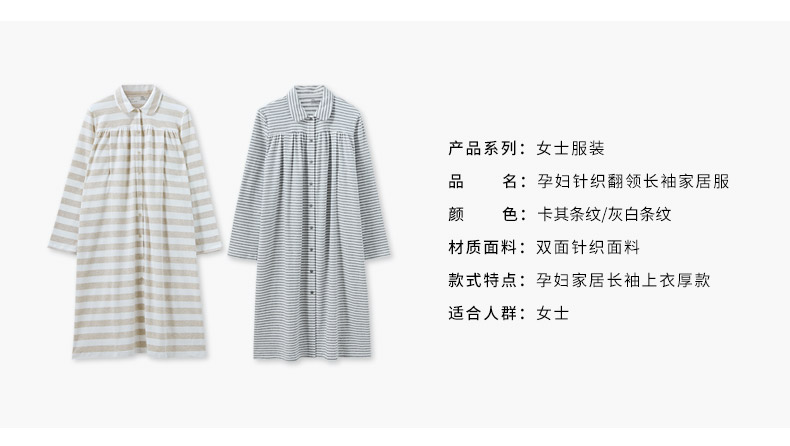 产品系列：女士服装
品 名：孕妇针织翻领长袖家居服
颜 色：卡其条纹/灰白条纹
材质面料：双面针织面料
款式特点：孕妇家居长袖上衣厚款
适合人群：女士